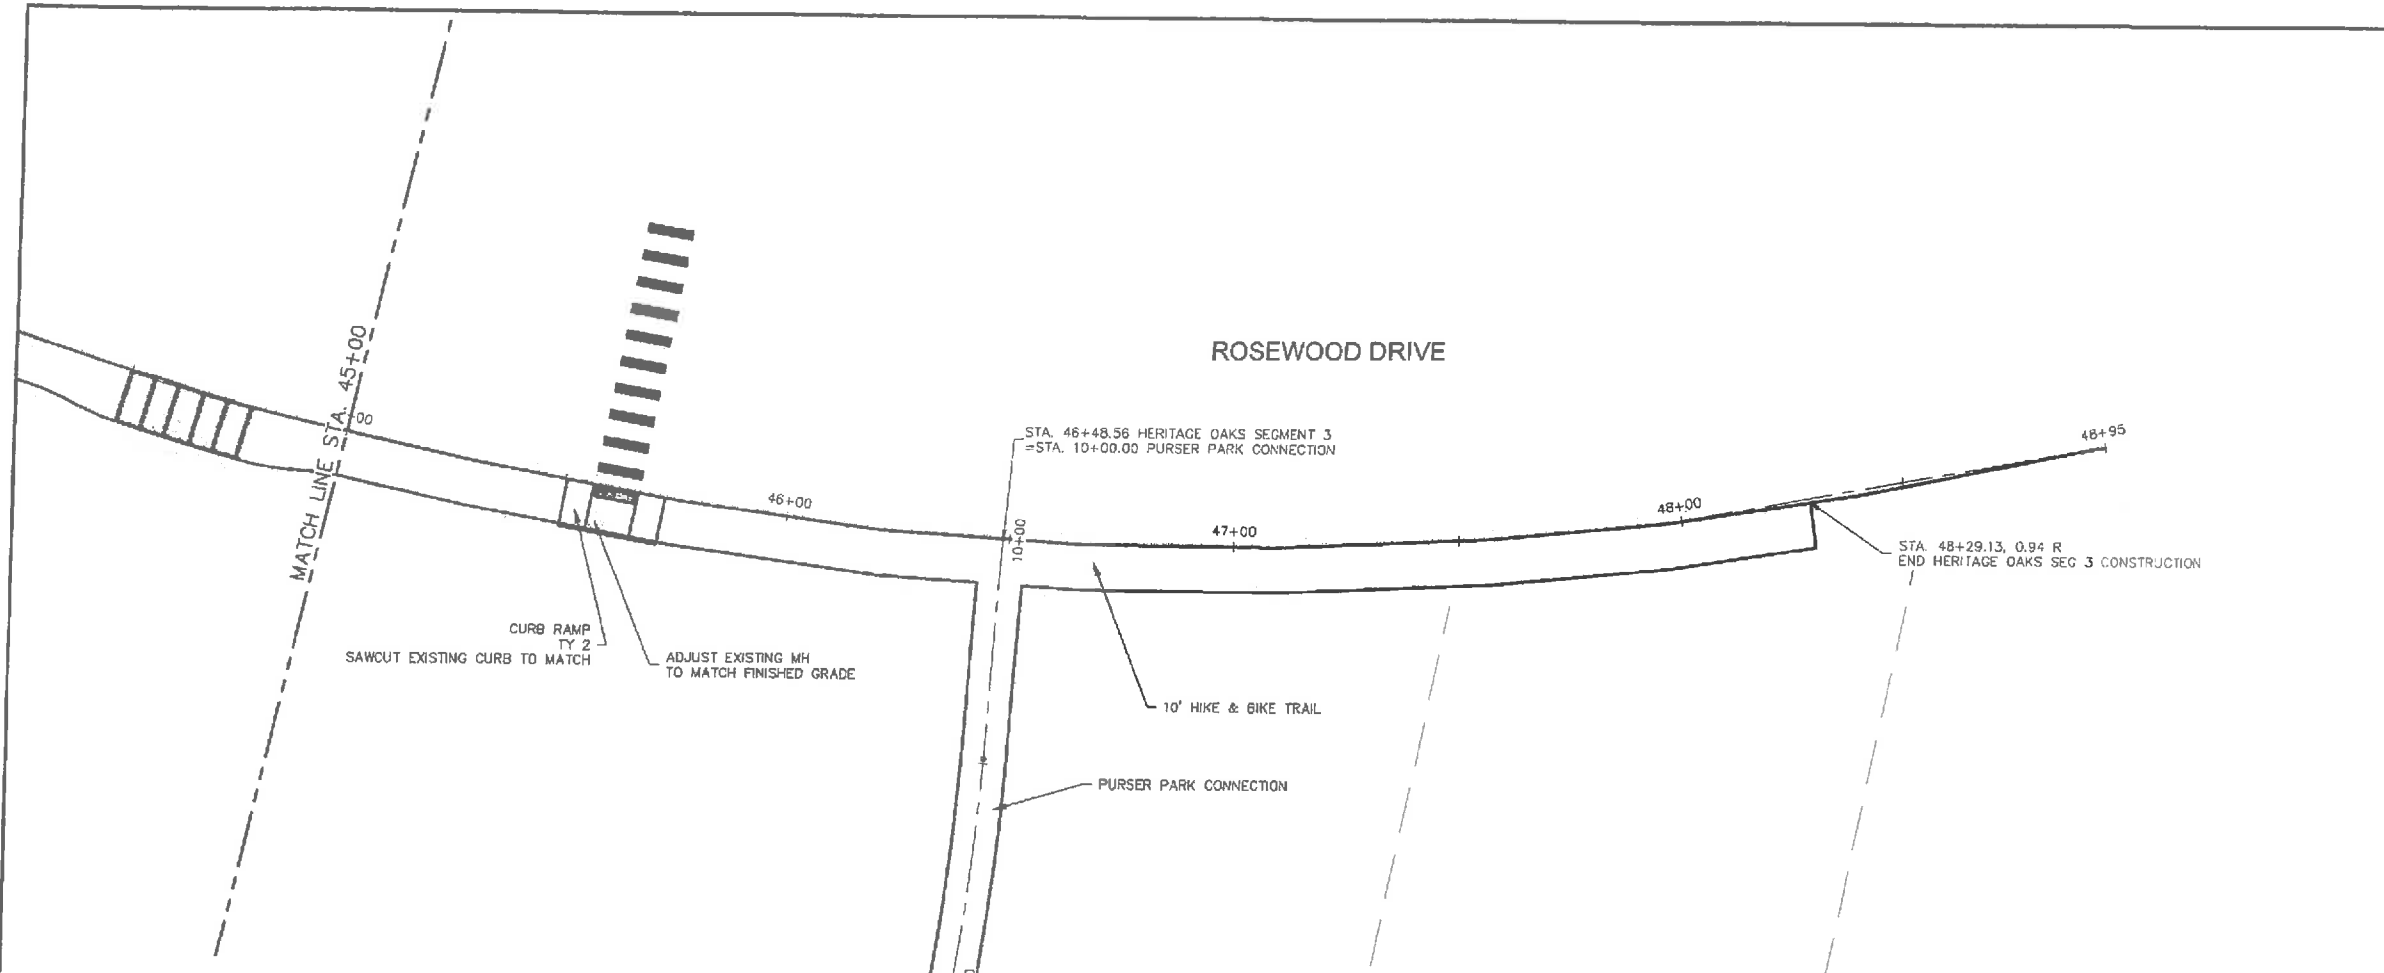 MATCH LINE STA. 45+00
+00
ROSEWOOD DRIVE
STA. 46+48.56 HERITAGE OAKS SEGMENT 3
=STA. 10+00.00 PURSER PARK CONNECTION
46+00
10+00
47+00
48+00
48+95
STA. 48+29.13, 0.94 R
END HERITAGE OAKS SEG 3 CONSTRUCTION
CURB RAMP
TY 2
SAWCUT EXISTING CURB TO MATCH
ADJUST EXISTING MH
TO MATCH FINISHED GRADE
10' HIKE & BIKE TRAIL
PURSER PARK CONNECTION